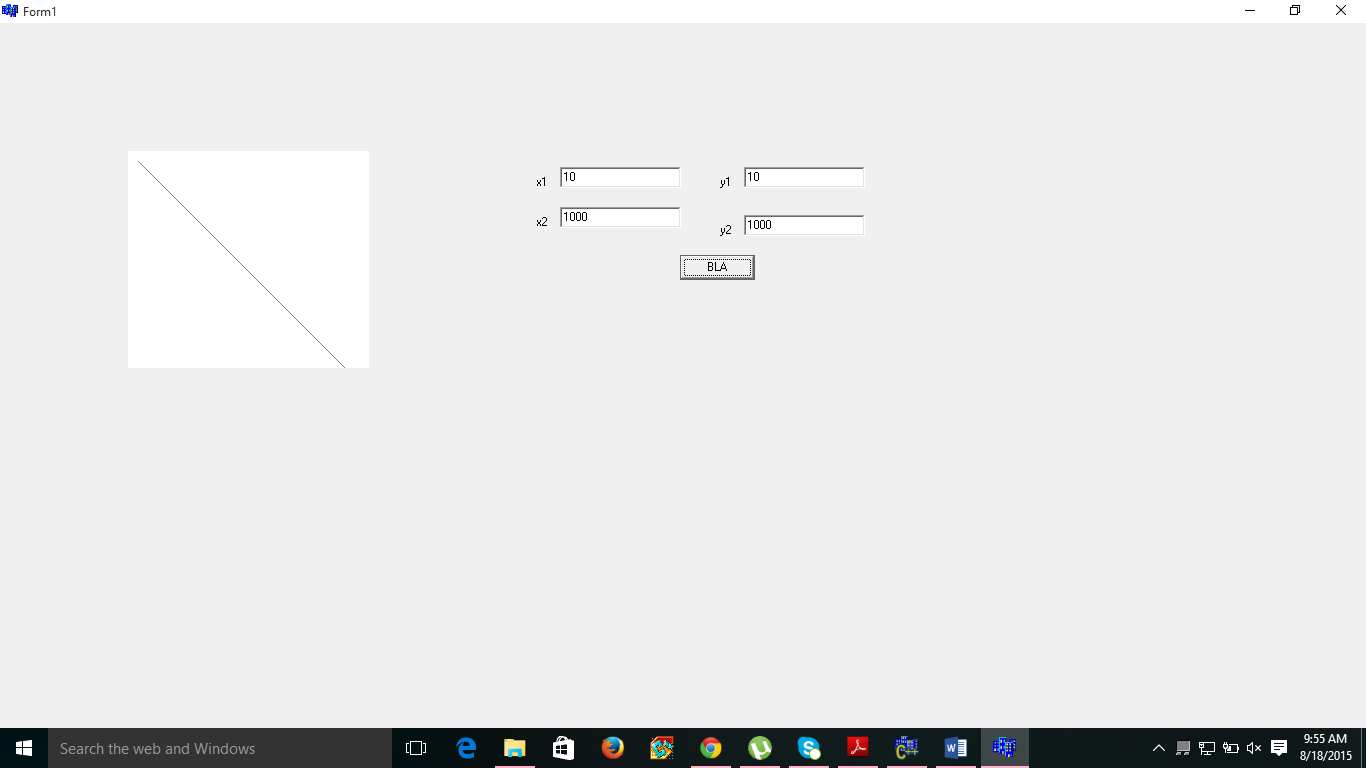 Form1
x1 10 y1 10
x2 1000
y2 1000
BLA
Search the web and Windows
9:55 AM
8/18/2015